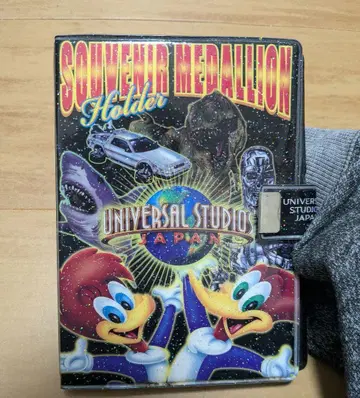 SOUVENIR MEDALLION
Holder
UNIVERSAL STUDIOS
JAPAN
UNIVERSAL
STUDIOS
JAPAN